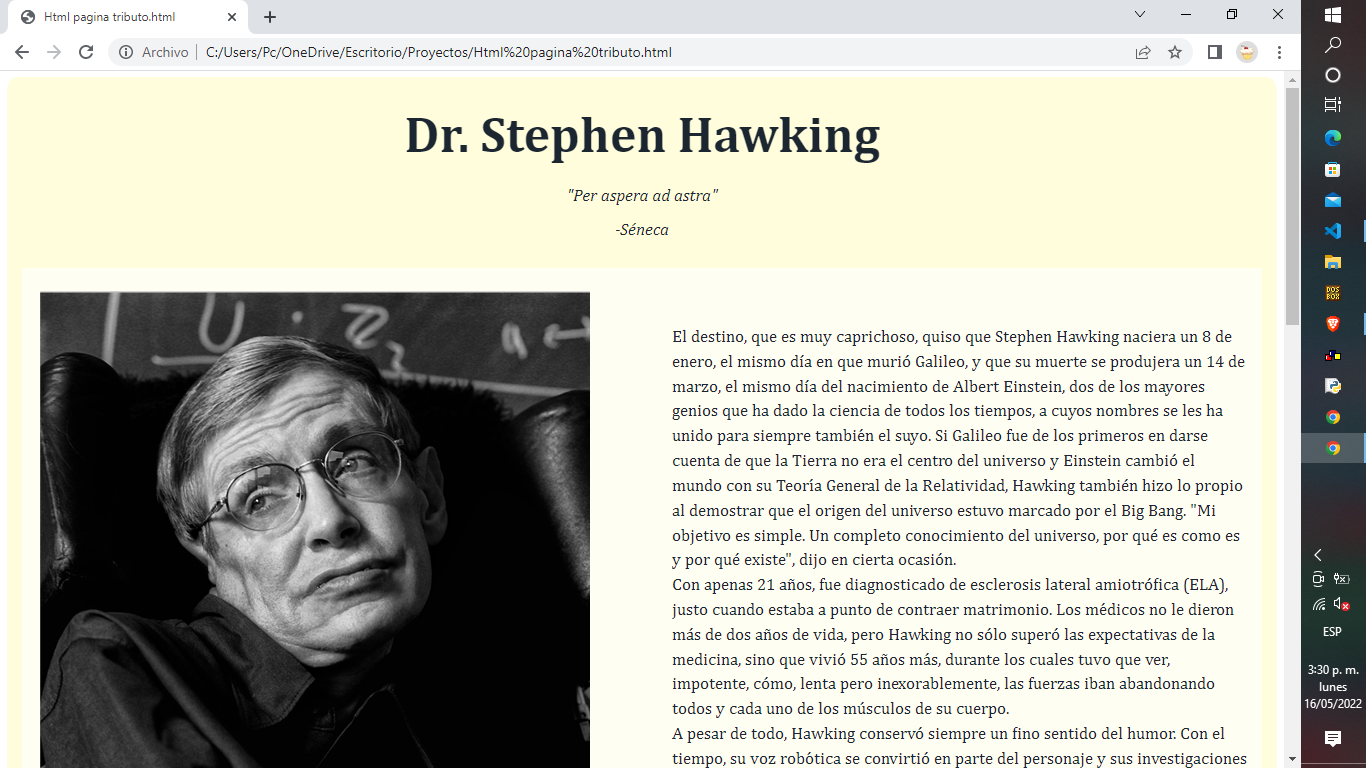 Html pagina tributo.html
Archivo
C:/Users/Pc/OneDrive/Escritorio/Proyectos/Html%20pagina%20tributo.html
Dr. Stephen Hawking
"Per aspera ad astra"
-Séneca
El destino, que es muy caprichoso, quiso que Stephen Hawking naciera un 8 de
enero, el mismo día en que murió Galileo, y que su muerte se produjera un 14 de
marzo, el mismo día del nacimiento de Albert Einstein, dos de los mayores
genios que ha dado la ciencia de todos los tiempos, a cuyos nombres se les ha
unido para siempre también el suyo. Si Galileo fue de los primeros en darse
cuenta de que la Tierra no era el centro del universo y Einstein cambió el
mundo con su Teoría General de la Relatividad, Hawking también hizo lo propio
al demostrar que el origen del universo estuvo marcado por el Big Bang. "Mi
objetivo es simple. Un completo conocimiento del universo, por qué es como es
y por qué existe", dijo en cierta ocasión.
Con apenas 21 años, fue diagnosticado de esclerosis lateral amiotrófica (ELA),
justo cuando estaba a punto de contraer matrimonio. Los médicos no le dieron
más de dos años de vida, pero Hawking no sólo superó las expectativas de la
medicina, sino que vivió 55 años más, durante los cuales tuvo que ver,
impotente, cómo, lenta pero inexorablemente, las fuerzas iban abandonando
todos y cada uno de los músculos de su cuerpo.
A pesar de todo, Hawking conservó siempre un fino sentido del humor. Con el
tiempo, su voz robótica se convirtió en parte del personaje y sus investigaciones
DOS
BOX
ESP
3:30 p. m.
lunes
16/05/2022